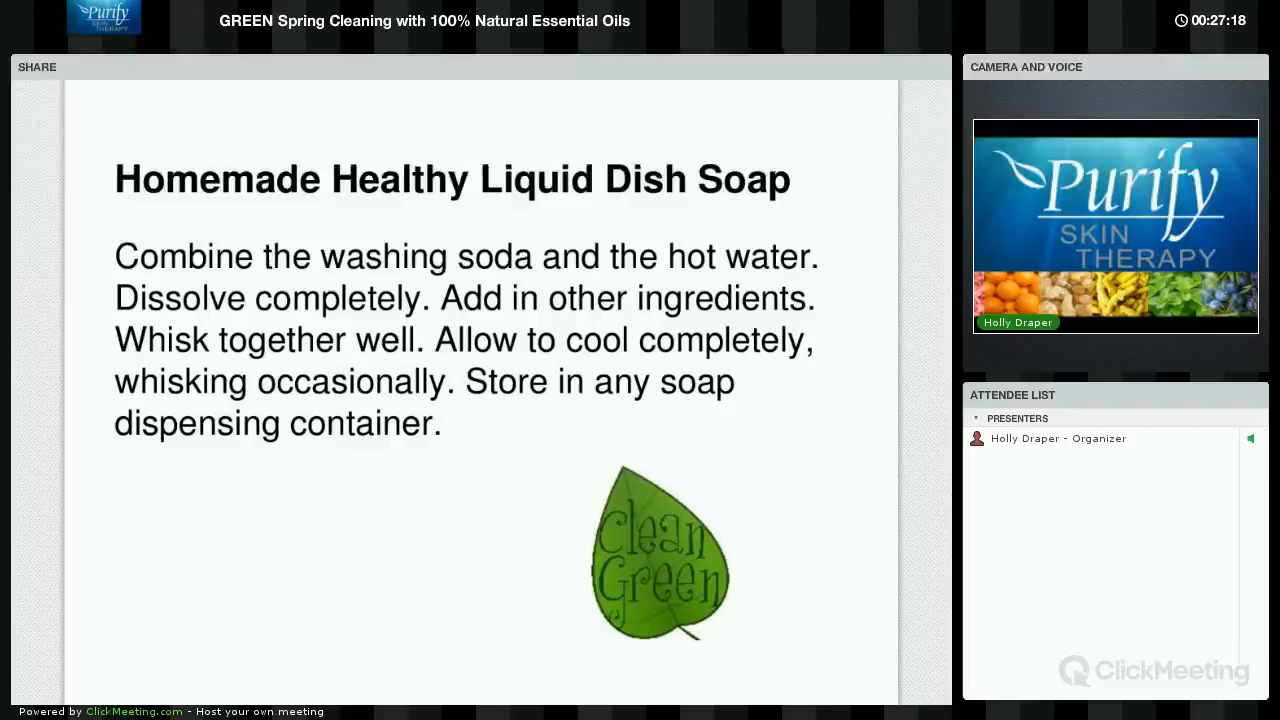 Purify
SKIN
THERAPY
GREEN Spring Cleaning with 100% Natural Essential Oils
00:27:18
SHARE
Homemade Healthy Liquid Dish Soap
Combine the washing soda and the hot water.
Dissolve completely. Add in other ingredients.
Whisk together well. Allow to cool completely,
whisking occasionally. Store in any soap
dispensing container.
Clean
Green
CAMERA AND VOICE
Purify
SKIN
THERAPY
Holly Draper
ATTENDEE LIST
PRESENTERS
Holly Draper - Organizer
ClickMeeting
Powered by ClickMeeting.com - Host your own meeting